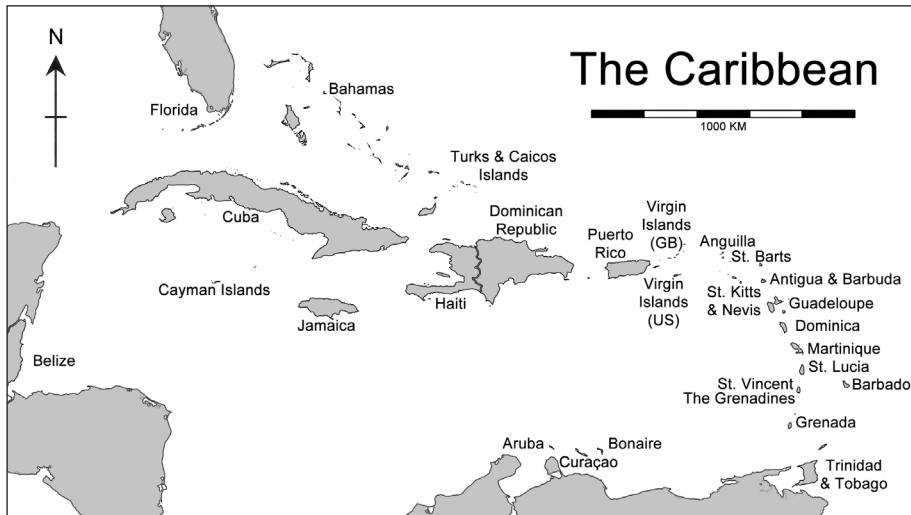 N
The Caribbean
1000 KM
Florida
Bahamas
Turks & Caicos
Islands
Cuba
Dominican
Republic
Puerto
Rico
Virgin
Islands
(GB)
Anguilla
St. Barts
Cayman Islands
Jamaica
Haiti
Virgin
Islands
(US)
St. Kitts
& Nevis
Antigua & Barbuda
Guadeloupe
Dominica
Belize
Martinique
St. Lucia
St. Vincent
The Grenadines
Barbado
Grenada
Aruba
Curaçao
Bonaire
Trinidad
& Tobago